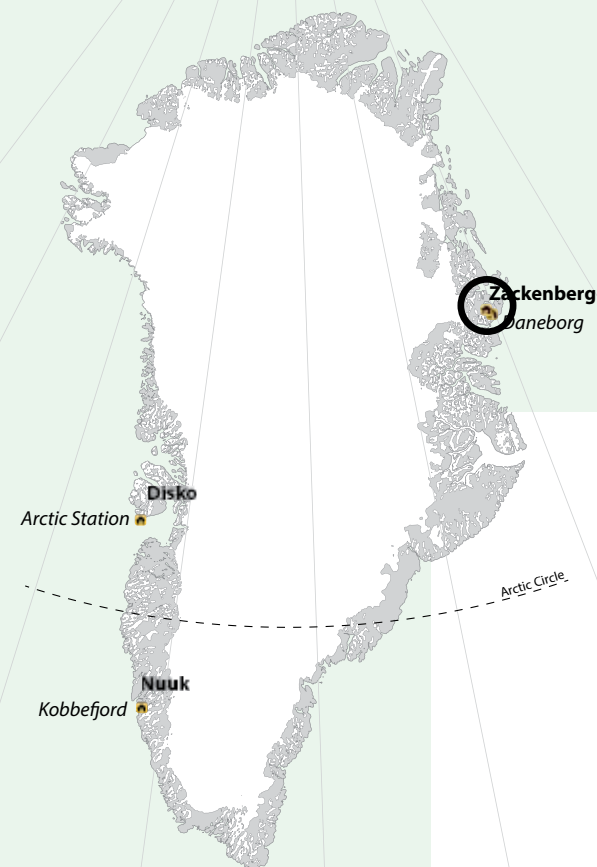 Zackenberg
Daneborg
Disko
Arctic Station
Arctic Circle
Nuuk
Kobbefjord